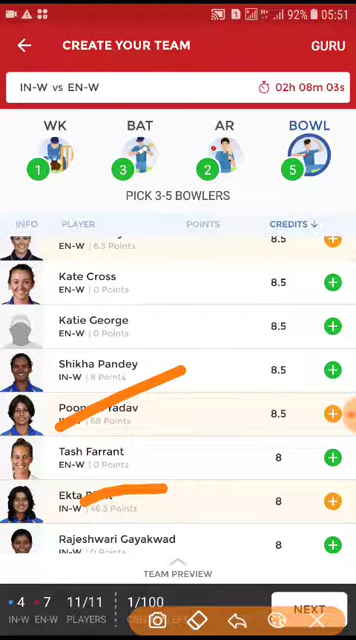 92% 05:51
CREATE YOUR TEAM
GURU
IN-W vs EN-W
02h 08m 03s
WK
BAT
AR
BOWL
1
3
2
5
PICK 3-5 BOWLERS
INFO PLAYER POINTS CREDITS ↓
EN-W | 6.5 Points 8.5
Kate Cross
EN-W | 0 Points 8.5
Katie George
EN-W | 0 Points 8.5
Shikha Pandey
IN-W | 8 Points 8.5
Yadav
68 Points 8.5
Tash Farrant
EN-W | 0 Points 8
Ekta
IN-W | 46.5 Points 8
Rajeshwari Gayakwad
IN-W | 0 Points 8
TEAM PREVIEW
4 7 11/11 1/100
IN-W EN-W PLAYERS
NEXT